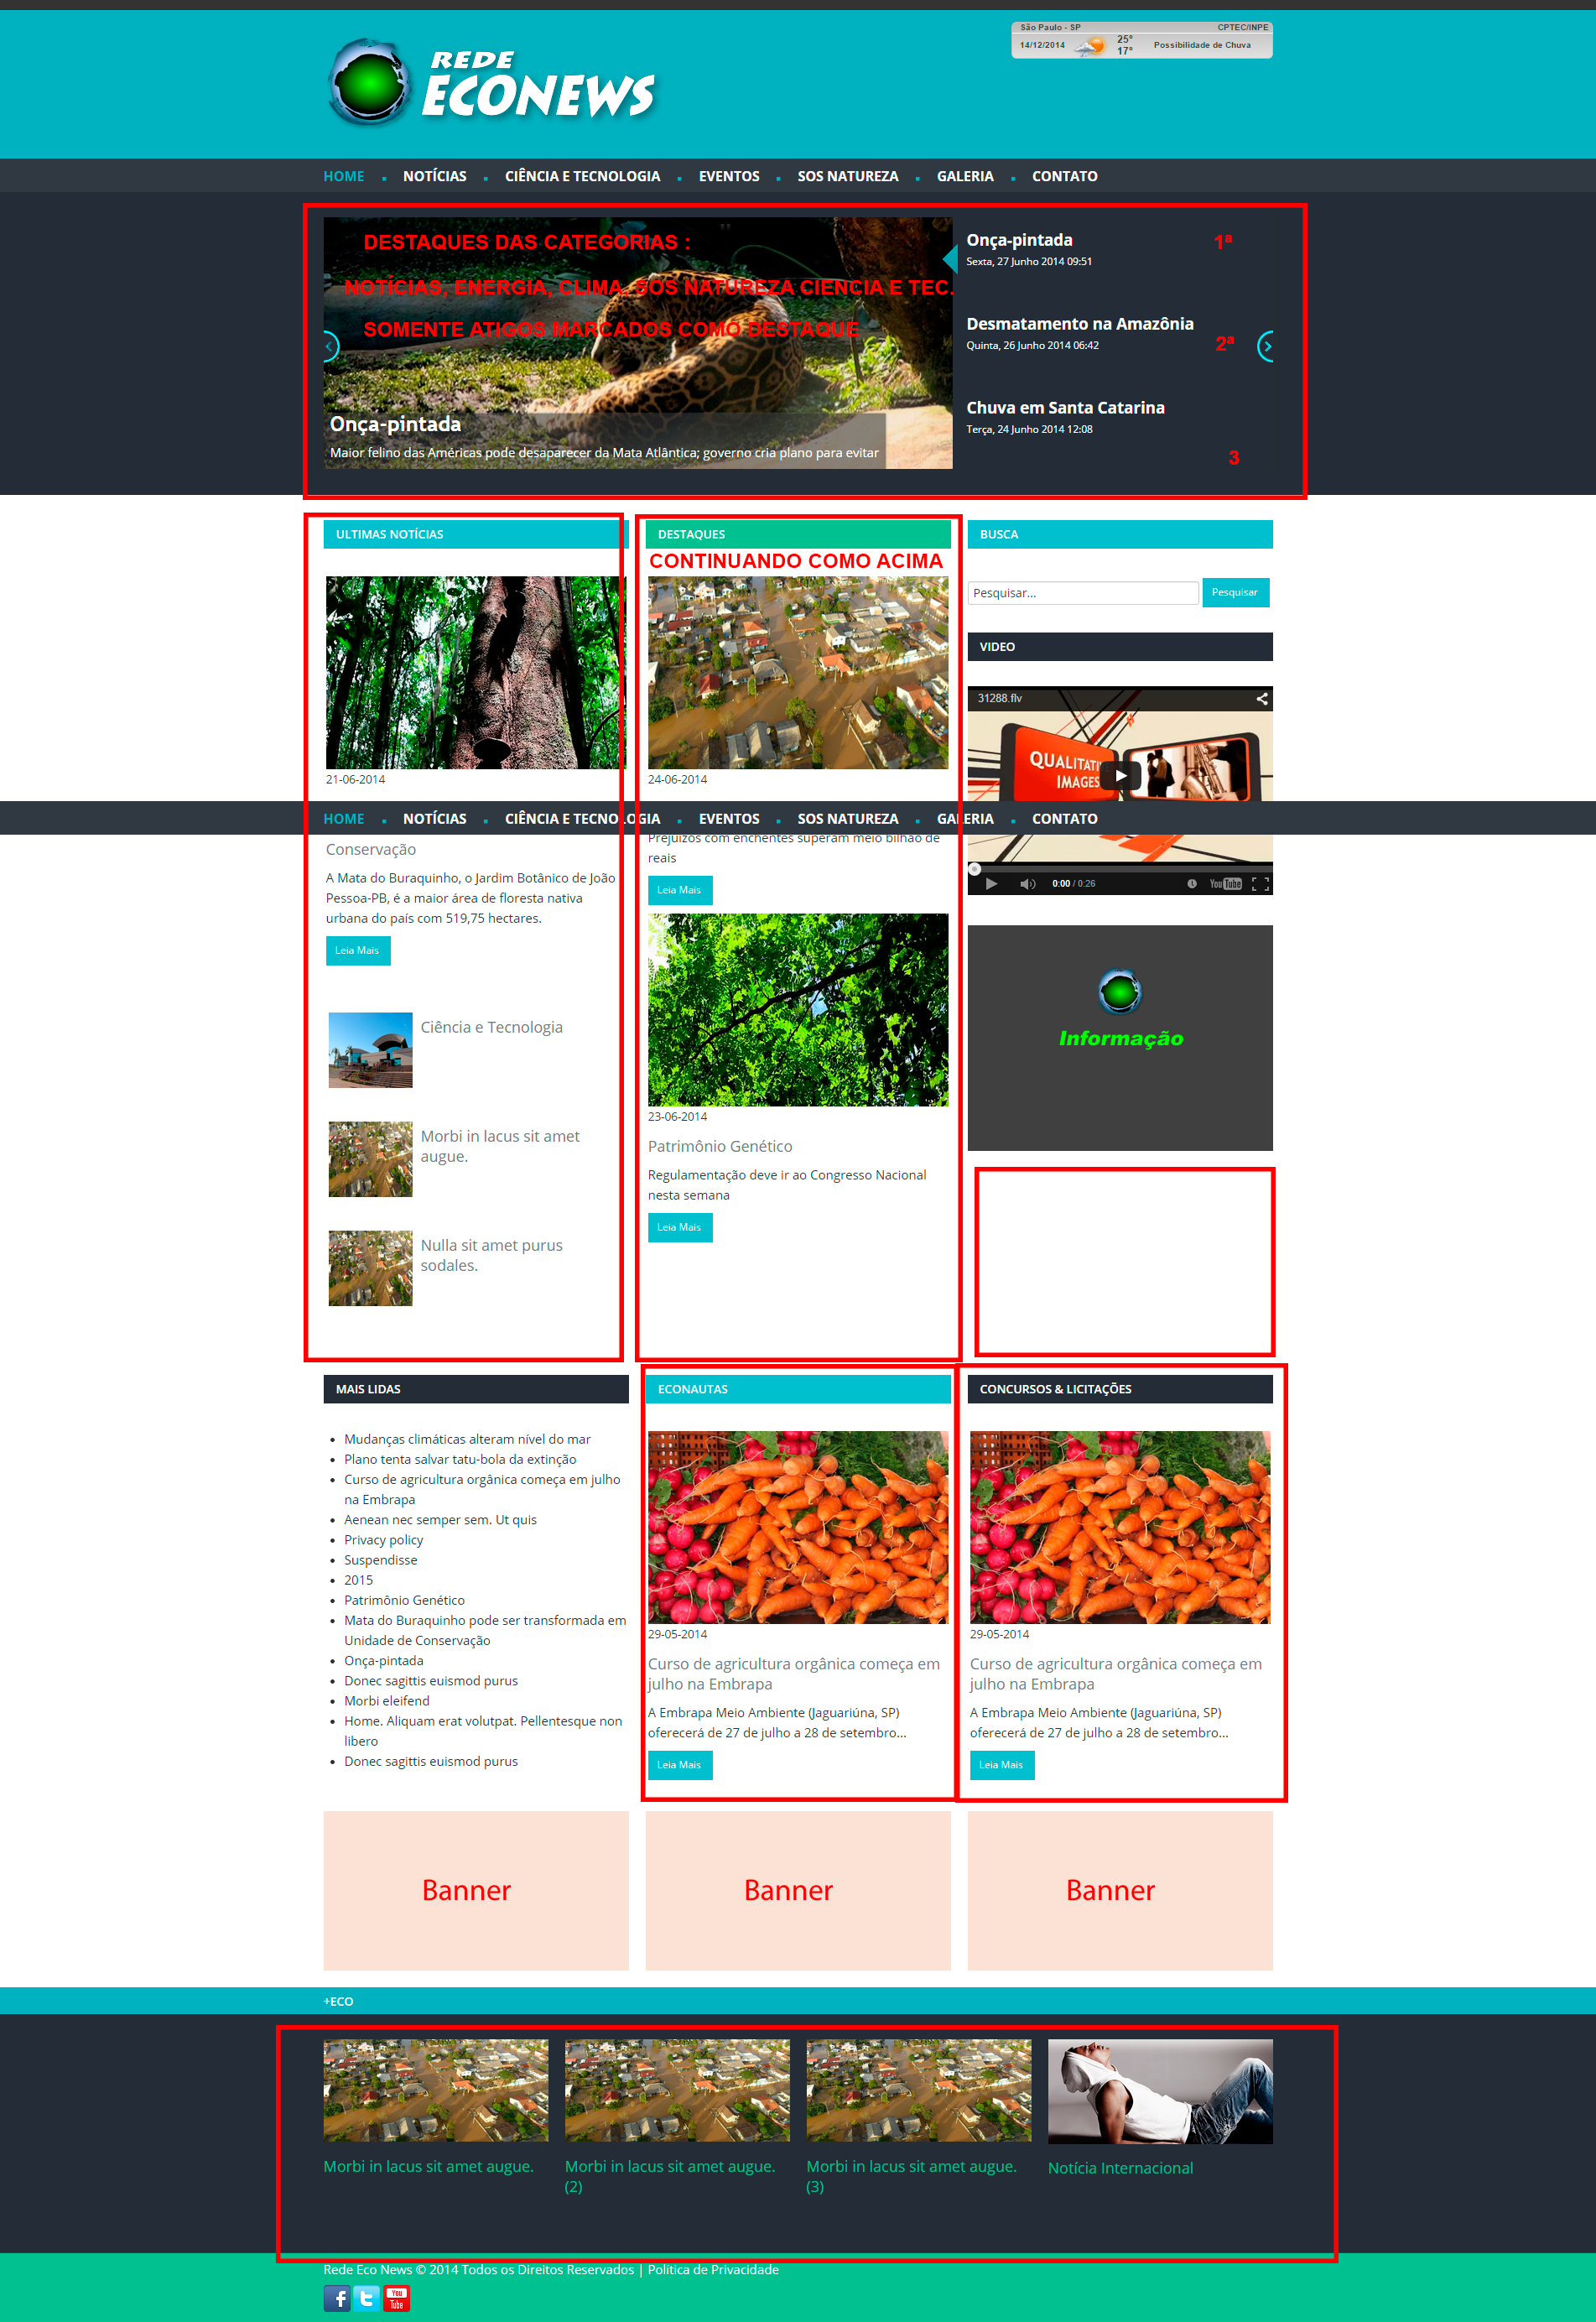 São Paulo - SP CPTEC/INPE
14/12/2014 25° 17° Possibilidade de Chuva
REDE
ECONEWS
HOME NOTÍCIAS CIÊNCIA E TECNOLOGIA EVENTOS SOS NATUREZA GALERIA CONTATO
DESTAQUES DAS CATEGORIAS :
NOTÍCIAS, ENERGIA, CLIMA, SOS NATUREZA CIENCIA E TEC.
SOMENTE ATIGOS MARCADOS COMO DESTAQUE
Onça-pintada
Maior felino das Américas pode desaparecer da Mata Atlântica; governo cria plano para evitar
Onça-pintada 1ª
Sexta, 27 Junho 2014 09:51
Desmatamento na Amazônia
Quinta, 26 Junho 2014 06:42 2ª
Chuva em Santa Catarina
Terça, 24 Junho 2014 12:08
3
ULTIMAS NOTÍCIAS
21-06-2014
DESTAQUES
CONTINUANDO COMO ACIMA
24-06-2014
BUSCA
Pesquisar... Pesquisar
VIDEO
31288.flv
QUALITATI
IMAGES
HOME NOTÍCIAS CIÊNCIA E TECNOLOGIA EVENTOS SOS NATUREZA GALERIA CONTATO
Conservação
A Mata do Buraquinho, o Jardim Botânico de João
Pessoa-PB, é a maior área de floresta nativa
urbana do país com 519,75 hectares.
Leia Mais
Ciência e Tecnologia
Morbi in lacus sit amet
augue.
Nulla sit amet purus
sodales.
Prejuízos com enchentes superam meio bilhão de
reais
Leia Mais
23-06-2014
Patrimônio Genético
Regulamentação deve ir ao Congresso Nacional
nesta semana
Leia Mais
0:00 / 0:26 YouTube
Informação
MAIS LIDAS
Mudanças climáticas alteram nível do mar
Plano tenta salvar tatu-bola da extinção
Curso de agricultura orgânica começa em julho
na Embrapa
Aenean nec semper sem. Ut quis
Privacy policy
Suspendisse
2015
Patrimônio Genético
Mata do Buraquinho pode ser transformada em
Unidade de Conservação
Onça-pintada
Donec sagittis euismod purus
Morbi eleifend
Home. Aliquam erat volutpat. Pellentesque non
libero
Donec sagittis euismod purus
ECONAUTAS
29-05-2014
Curso de agricultura orgânica começa em
julho na Embrapa
A Embrapa Meio Ambiente (Jaguariúna, SP)
oferecerá de 27 de julho a 28 de setembro...
Leia Mais
CONCURSOS & LICITAÇÕES
29-05-2014
Curso de agricultura orgânica começa em
julho na Embrapa
A Embrapa Meio Ambiente (Jaguariúna, SP)
oferecerá de 27 de julho a 28 de setembro...
Leia Mais
Banner Banner Banner
+ECO
Morbi in lacus sit amet augue.
Morbi in lacus sit amet augue.
(2)
Morbi in lacus sit amet augue.
(3)
Notícia Internacional
Rede Eco News © 2014 Todos os Direitos Reservados | Política de Privacidade
You
Tube